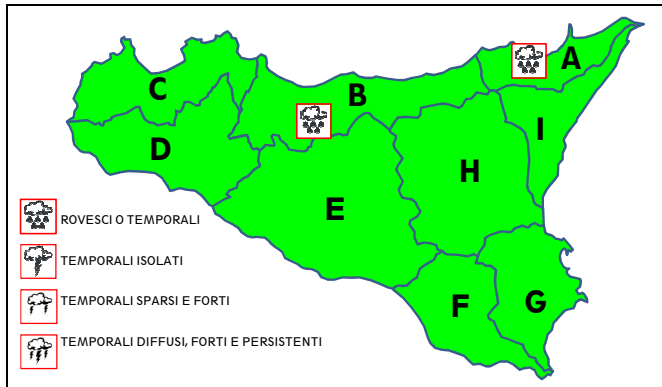 A
C
B
I
D
H
E
ROVESCI O TEMPORALI
TEMPORALI ISOLATI
F
G
TEMPORALI SPARSI E FORTI
TEMPORALI DIFFUSI, FORTI E PERSISTENTI